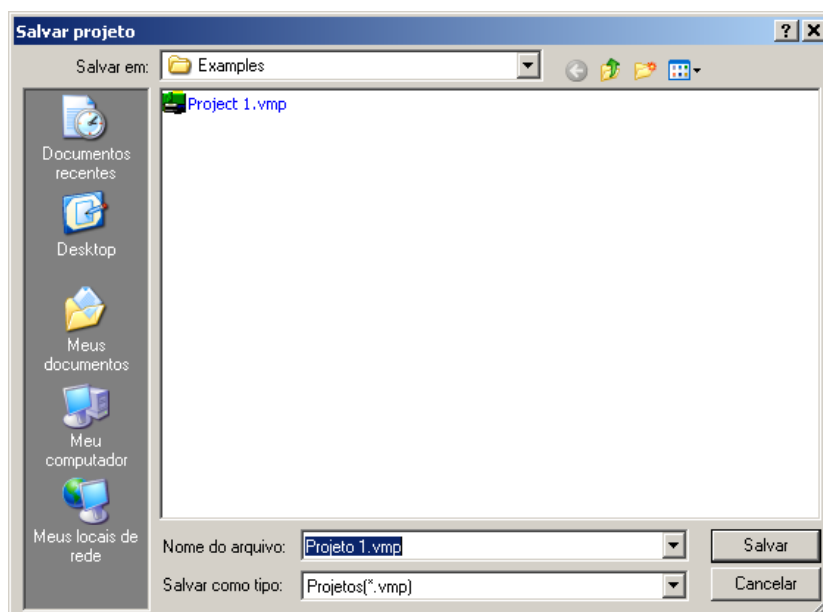 Salvar projeto
Salvar em:
Examples
Project 1.vmp
Documentos
recentes
Desktop
Meus
documentos
Meu
computador
Meus locais de
rede
Nome do arquivo:
Projeto 1.vmp
Salvar
Salvar como tipo:
Projetos(*.vmp)
Cancelar